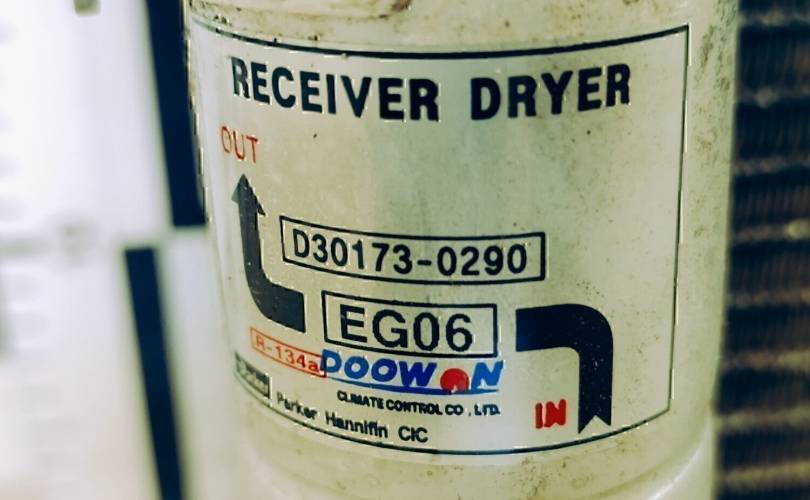 RECEIVER DRYER
OUT
D30173-0290
EG06
R-134a
DOOWON
CLIMATE CONTROL CO., LTD.
IN
Parker Hannifin CIC